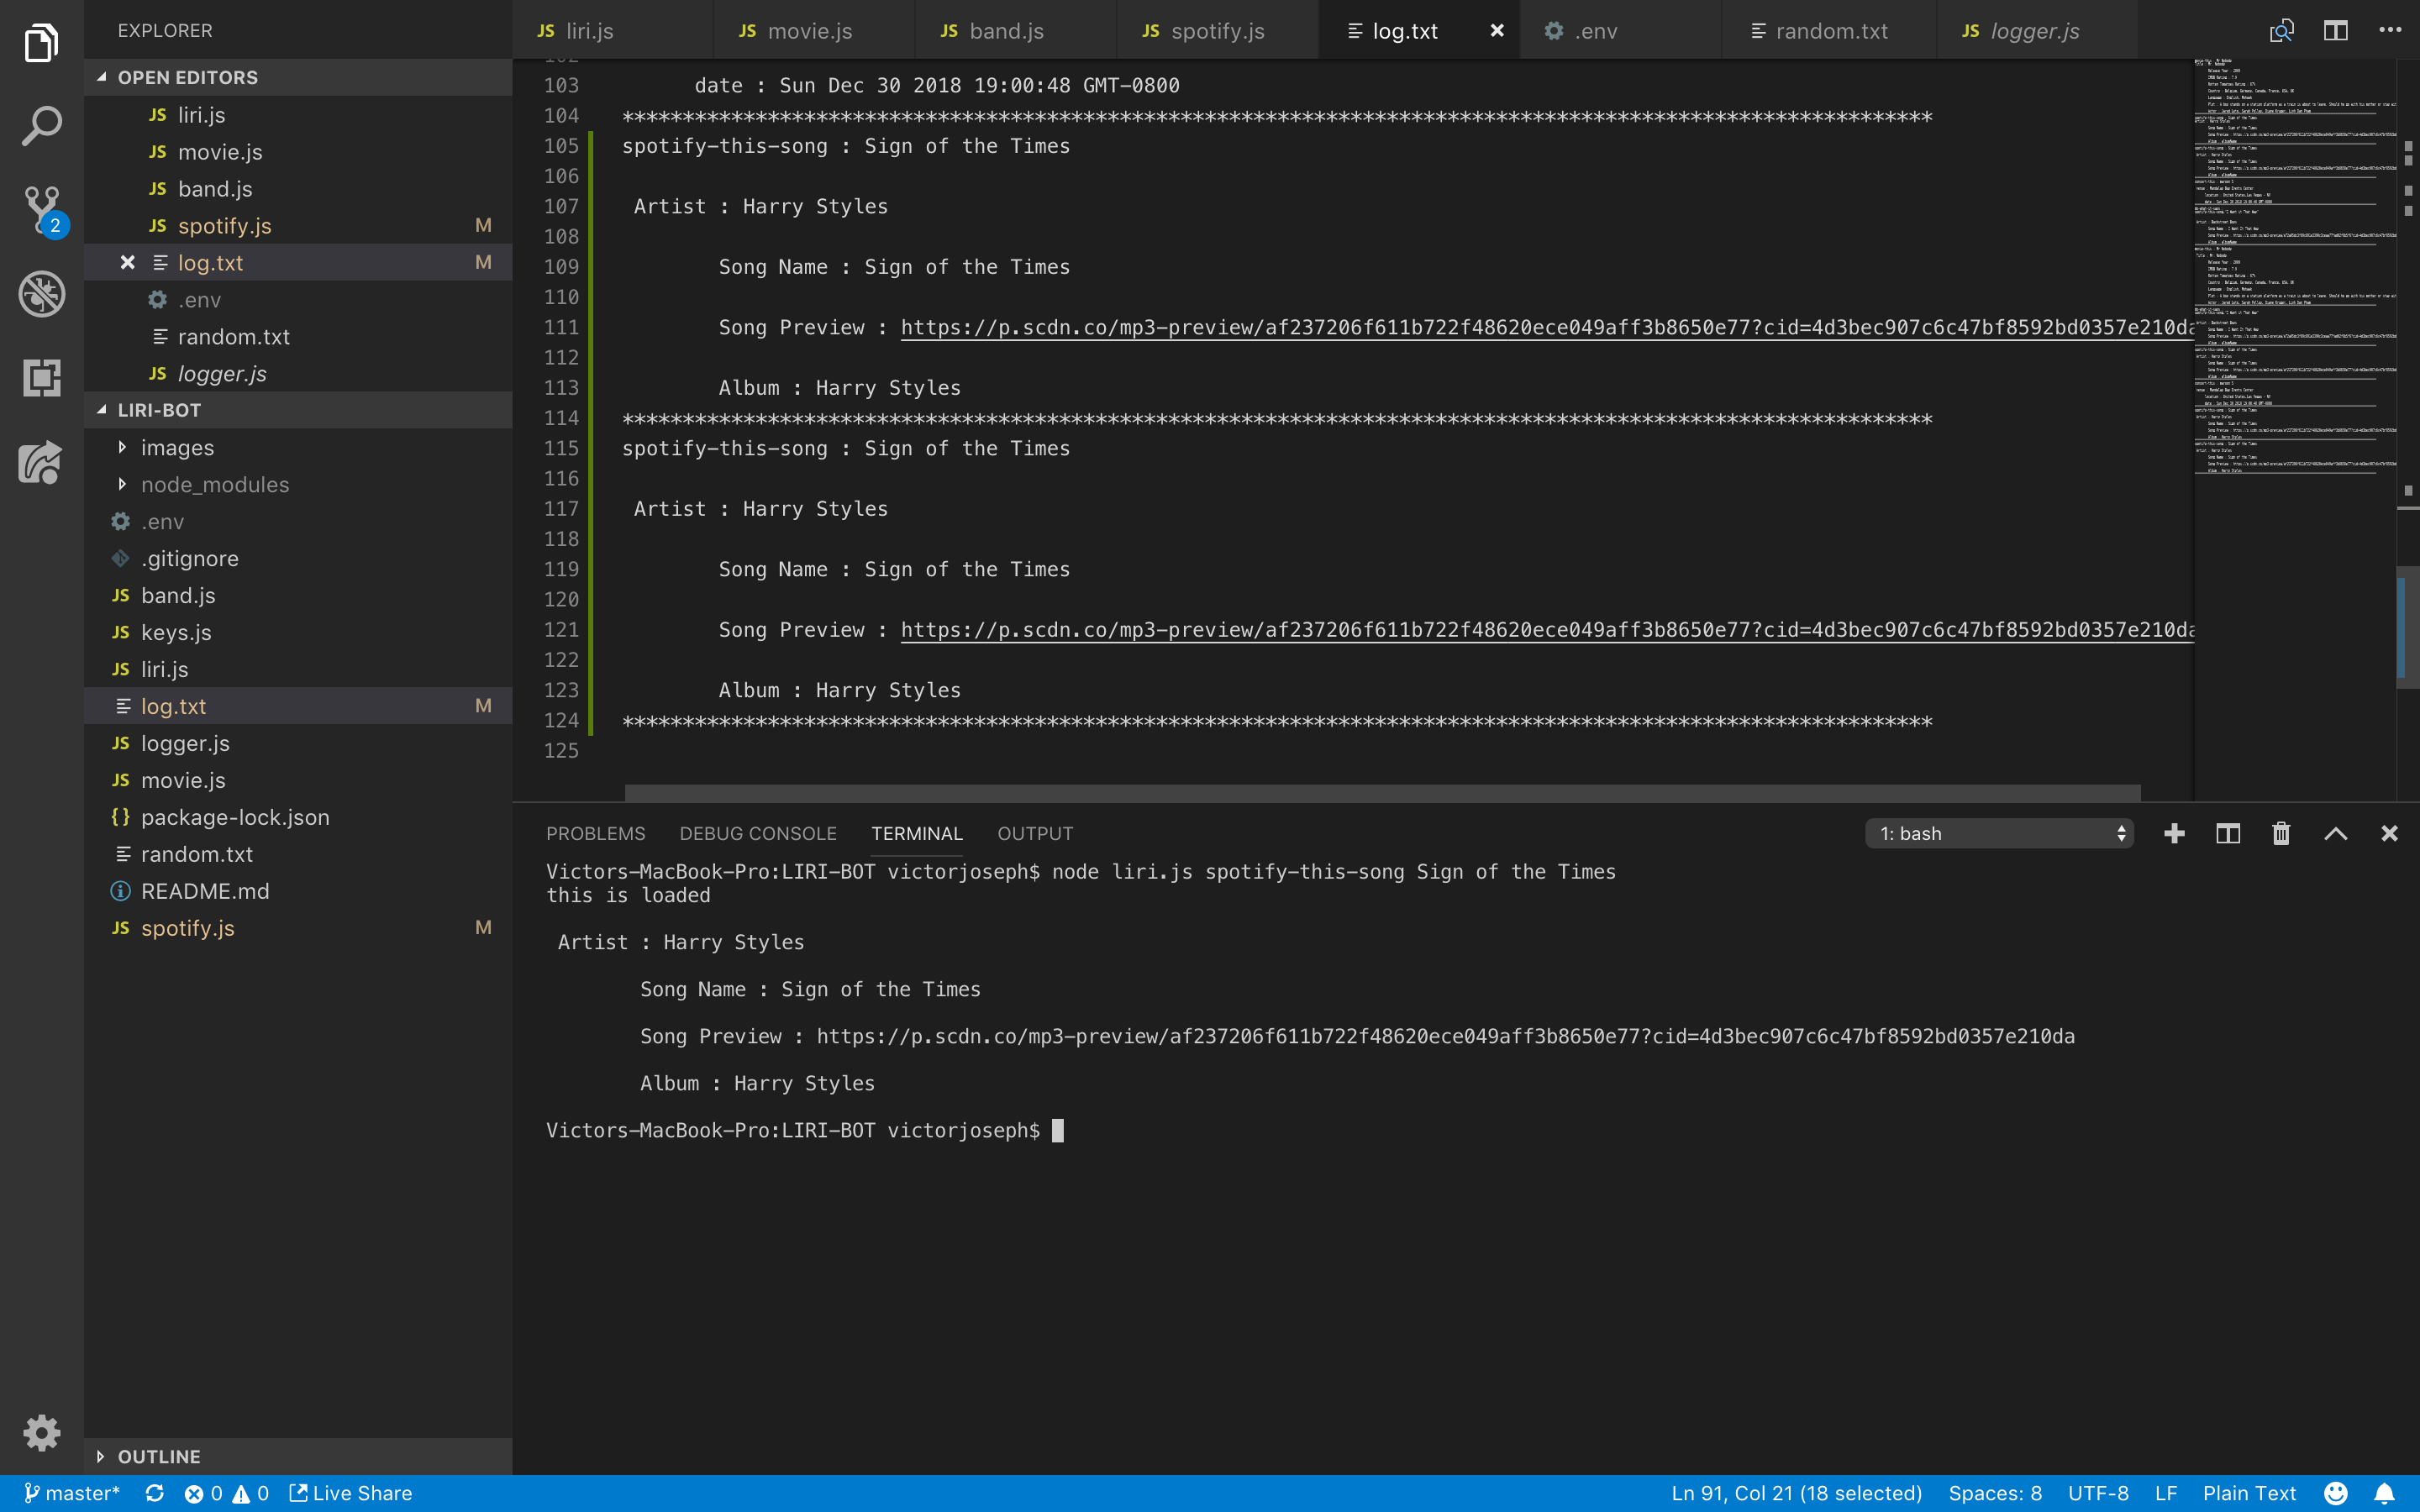 EXPLORER
OPEN EDITORS
JS liri.js
JS movie.js
JS band.js
JS spotify.js M
log.txt M
.env
random.txt
JS logger.js
LIRI-BOT
images
node_modules
.env
.gitignore
JS band.js
JS keys.js
JS liri.js
log.txt M
JS logger.js
JS movie.js
{} package-lock.json
random.txt
README.md
JS spotify.js M
OUTLINE
2
JS liri.js JS movie.js JS band.js JS spotify.js log.txt .env random.txt JS logger.js
103 date : Sun Dec 30 2018 19:00:48 GMT-0800
104 ************************************************************************************************************
105 spotify-this-song : Sign of the Times
106
107 Artist : Harry Styles
108
109 Song Name : Sign of the Times
110
111 Song Preview : https://p.scdn.co/mp3-preview/af237206f611b722f48620ece049aff3b8650e77?cid=4d3bec907c6c47bf8592bd0357e210da
112
113 Album : Harry Styles
114 ************************************************************************************************************
115 spotify-this-song : Sign of the Times
116
117 Artist : Harry Styles
118
119 Song Name : Sign of the Times
120
121 Song Preview : https://p.scdn.co/mp3-preview/af237206f611b722f48620ece049aff3b8650e77?cid=4d3bec907c6c47bf8592bd0357e210da
122
123 Album : Harry Styles
124 ************************************************************************************************************
125
PROBLEMS DEBUG CONSOLE TERMINAL OUTPUT 1: bash
Victors-MacBook-Pro:LIRI-BOT victorjoseph$ node liri.js spotify-this-song Sign of the Times
this is loaded
Artist : Harry Styles
Song Name : Sign of the Times
Song Preview : https://p.scdn.co/mp3-preview/af237206f611b722f48620ece049aff3b8650e77?cid=4d3bec907c6c47bf8592bd0357e210da
Album : Harry Styles
Victors-MacBook-Pro:LIRI-BOT victorjoseph$
master* 0 0 Live Share Ln 91, Col 21 (18 selected) Spaces: 8 UTF-8 LF Plain Text